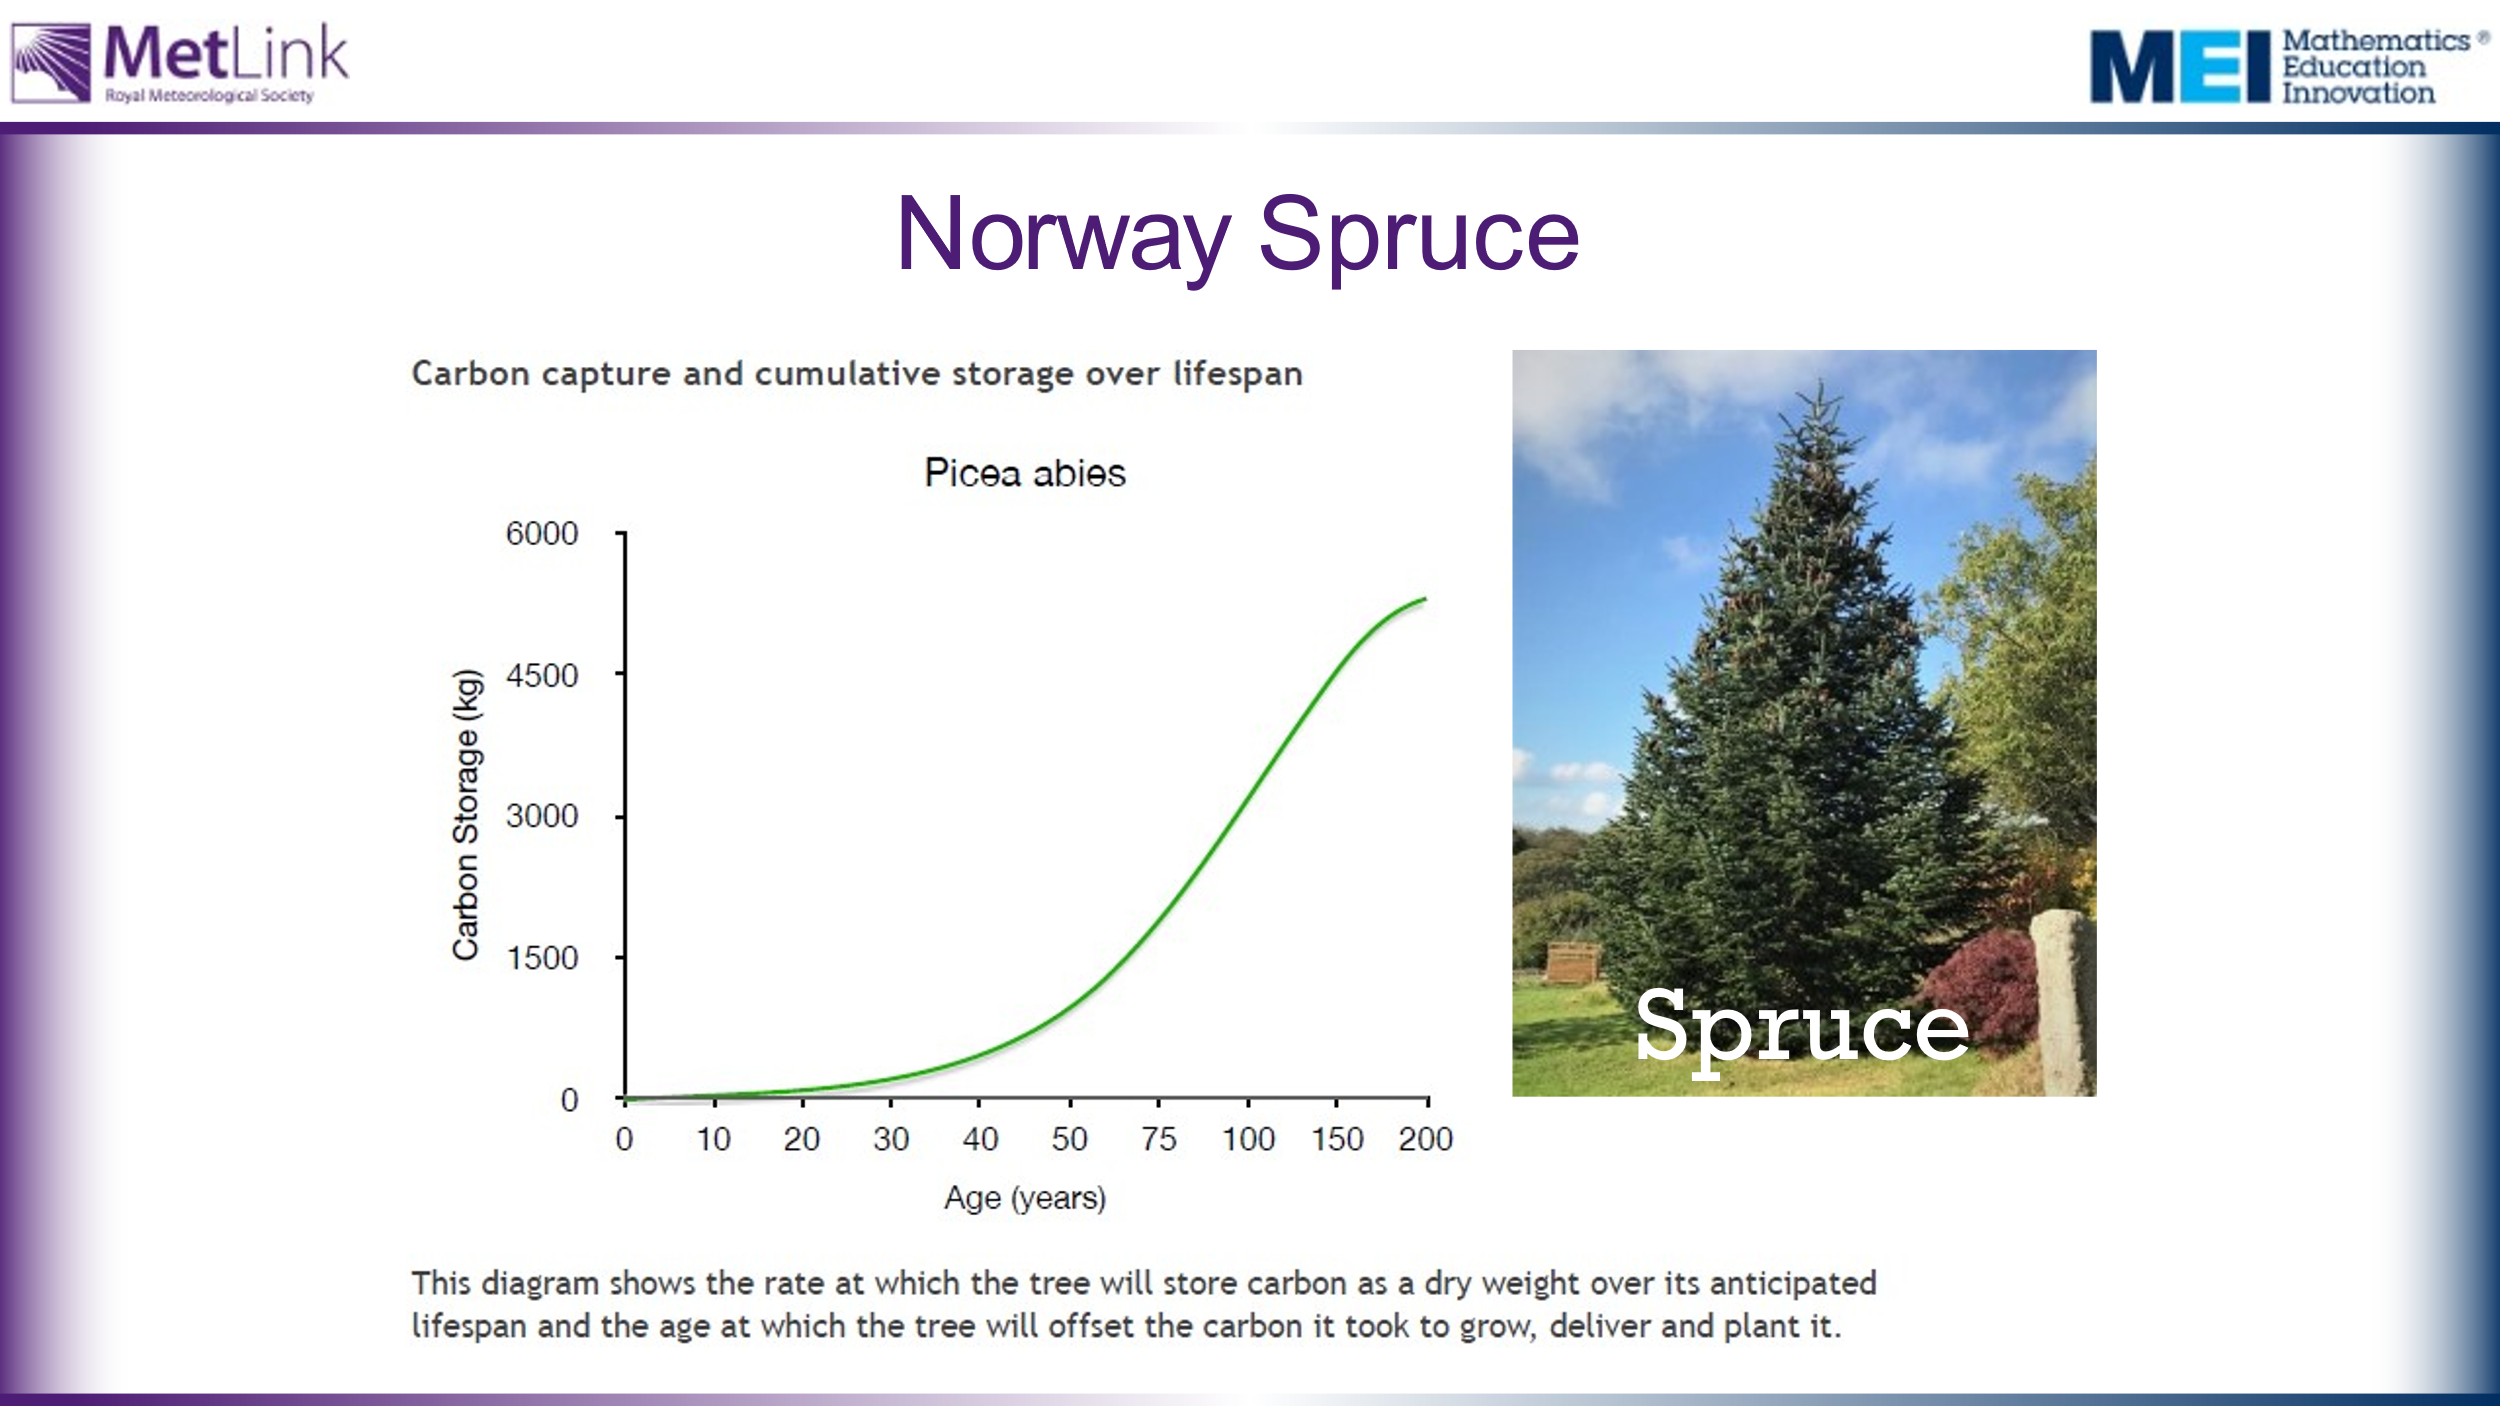 MetLink
Royal Meteorological Society
MEI Mathematics ®
Education
Innovation
Norway Spruce
Carbon capture and cumulative storage over lifespan
Picea abies
6000
4500
3000
1500
0
Carbon Storage (kg)
0 10 20 30 40 50 75 100 150 200
Age (years)
Spruce
This diagram shows the rate at which the tree will store carbon as a dry weight over its anticipated
lifespan and the age at which the tree will offset the carbon it took to grow, deliver and plant it.